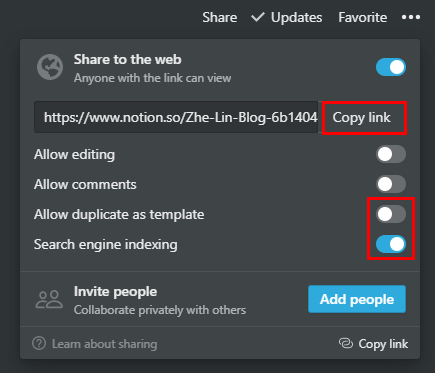 Share Updates Favorite
Share to the web
Anyone with the link can view
https://www.notion.so/Zhe-Lin-Blog-6b1404 Copy link
Allow editing
Allow comments
Allow duplicate as template
Search engine indexing
Invite people
Collaborate privately with others
Add people
Learn about sharing
Copy link